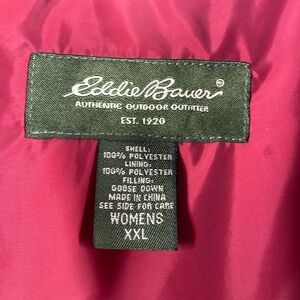 Eddie Bauer®
AUTHENTIC OUTDOOR OUTFITTER
EST. 1920
SHELL:
100% POLYESTER
LINING:
100% POLYESTER
FILLING:
GOOSE DOWN
MADE IN CHINA
SEE SIDE FOR CARE
WOMENS
XXL